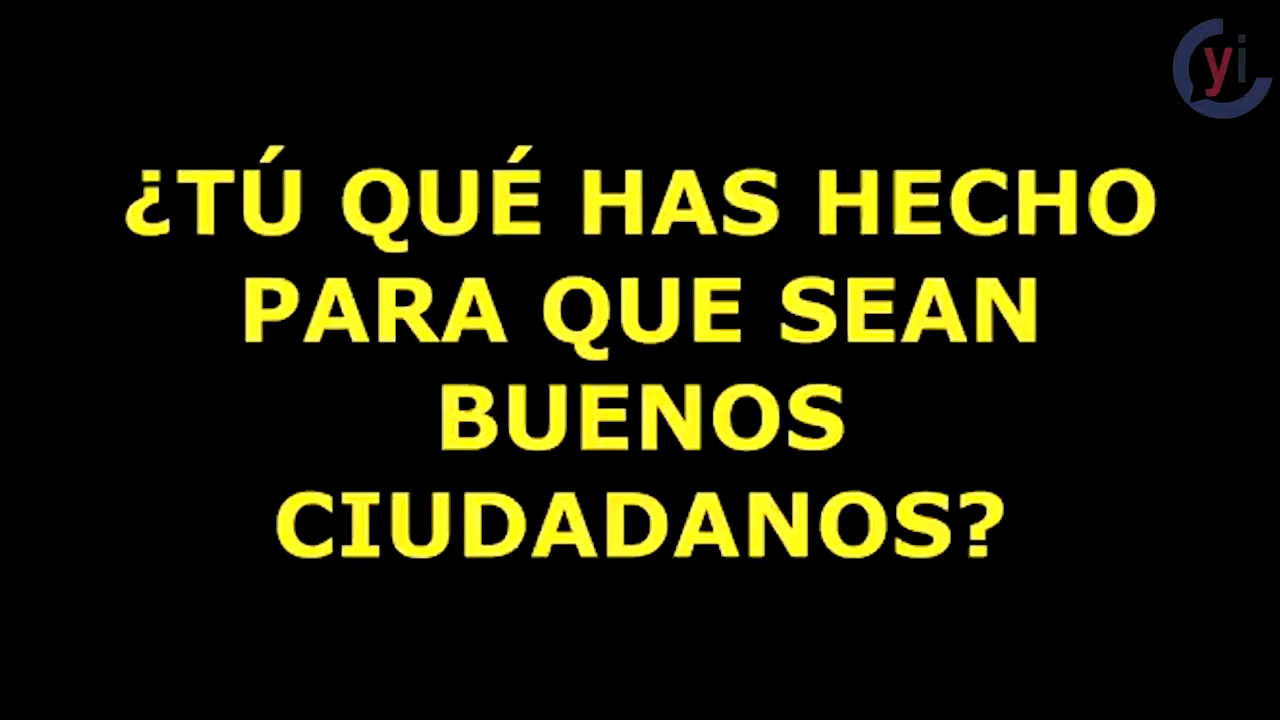 yi
¿TÚ QUÉ HAS HECHO
PARA QUE SEAN
BUENOS
CIUDADANOS?